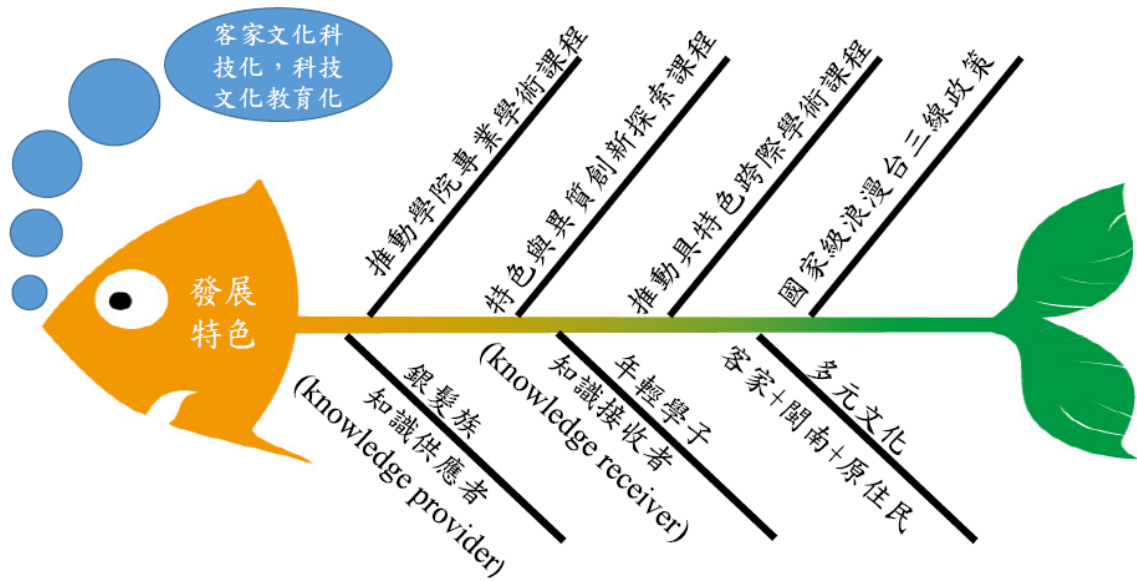 客家文化科
技化，科技
文化教育化
推動學院專業學術課程
特色與異質創新探索課程
推動具特色跨際學術課程
國家級浪漫台三線政策
發展
特色
銀髮族
知識供應者
(knowledge provider)
年輕學子
知識接收者
(knowledge receiver)
多元文化
客家+閩南+原住民